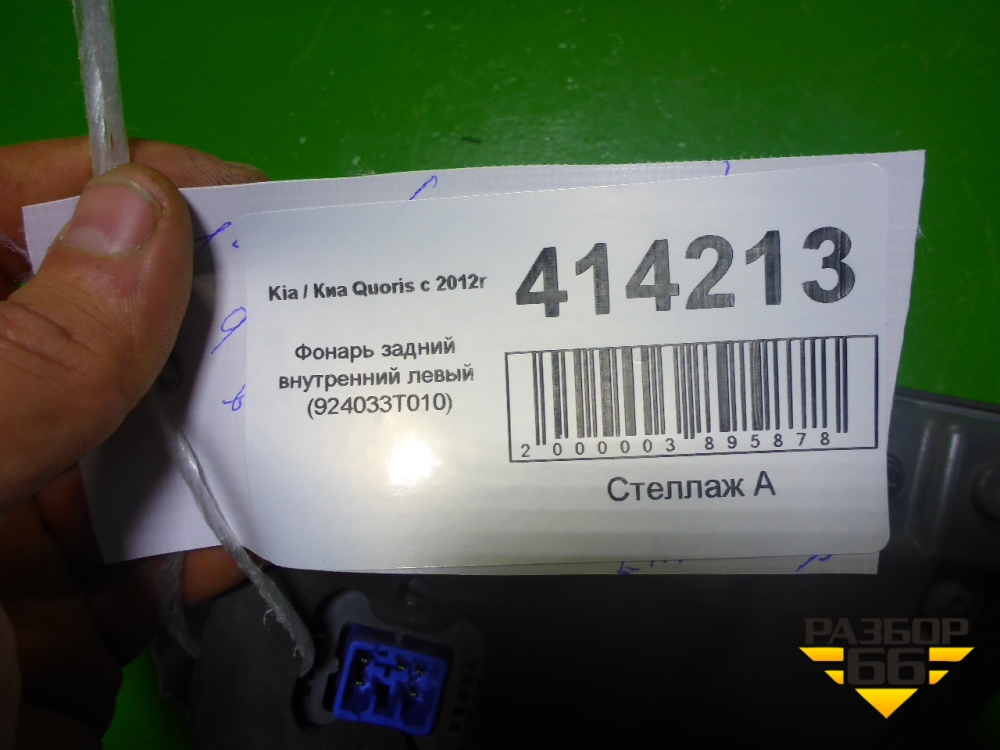 Kia / Киа Quoris с 2012г
Фонарь задний
внутренний левый
(924033T010)
414213
2 000003 895878
Стеллаж А
РАЗБОР
66